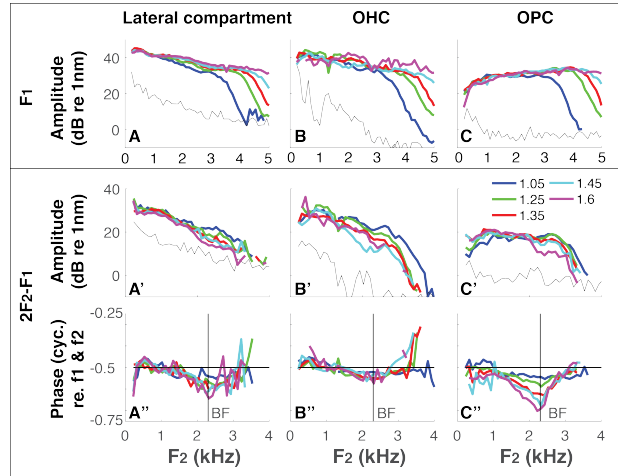 Lateral compartment OHC OPC
F1
Amplitude
(dB re 1nm)
40
20
0
A B C
0 1 2 3 4 5 0 1 2 3 4 5 0 1 2 3 4 5
2F2-F1
Amplitude
(dB re 1nm)
40
20
0
A' B' C'
1.05 1.45
1.25 1.6
1.35
Phase (cyc.)
re. f1 & f2
-0.25
-0.5
-0.75
A'' BF B'' BF C'' BF
0 1 2 3 4 0 1 2 3 4 0 1 2 3 4
F2 (kHz) F2 (kHz) F2 (kHz)